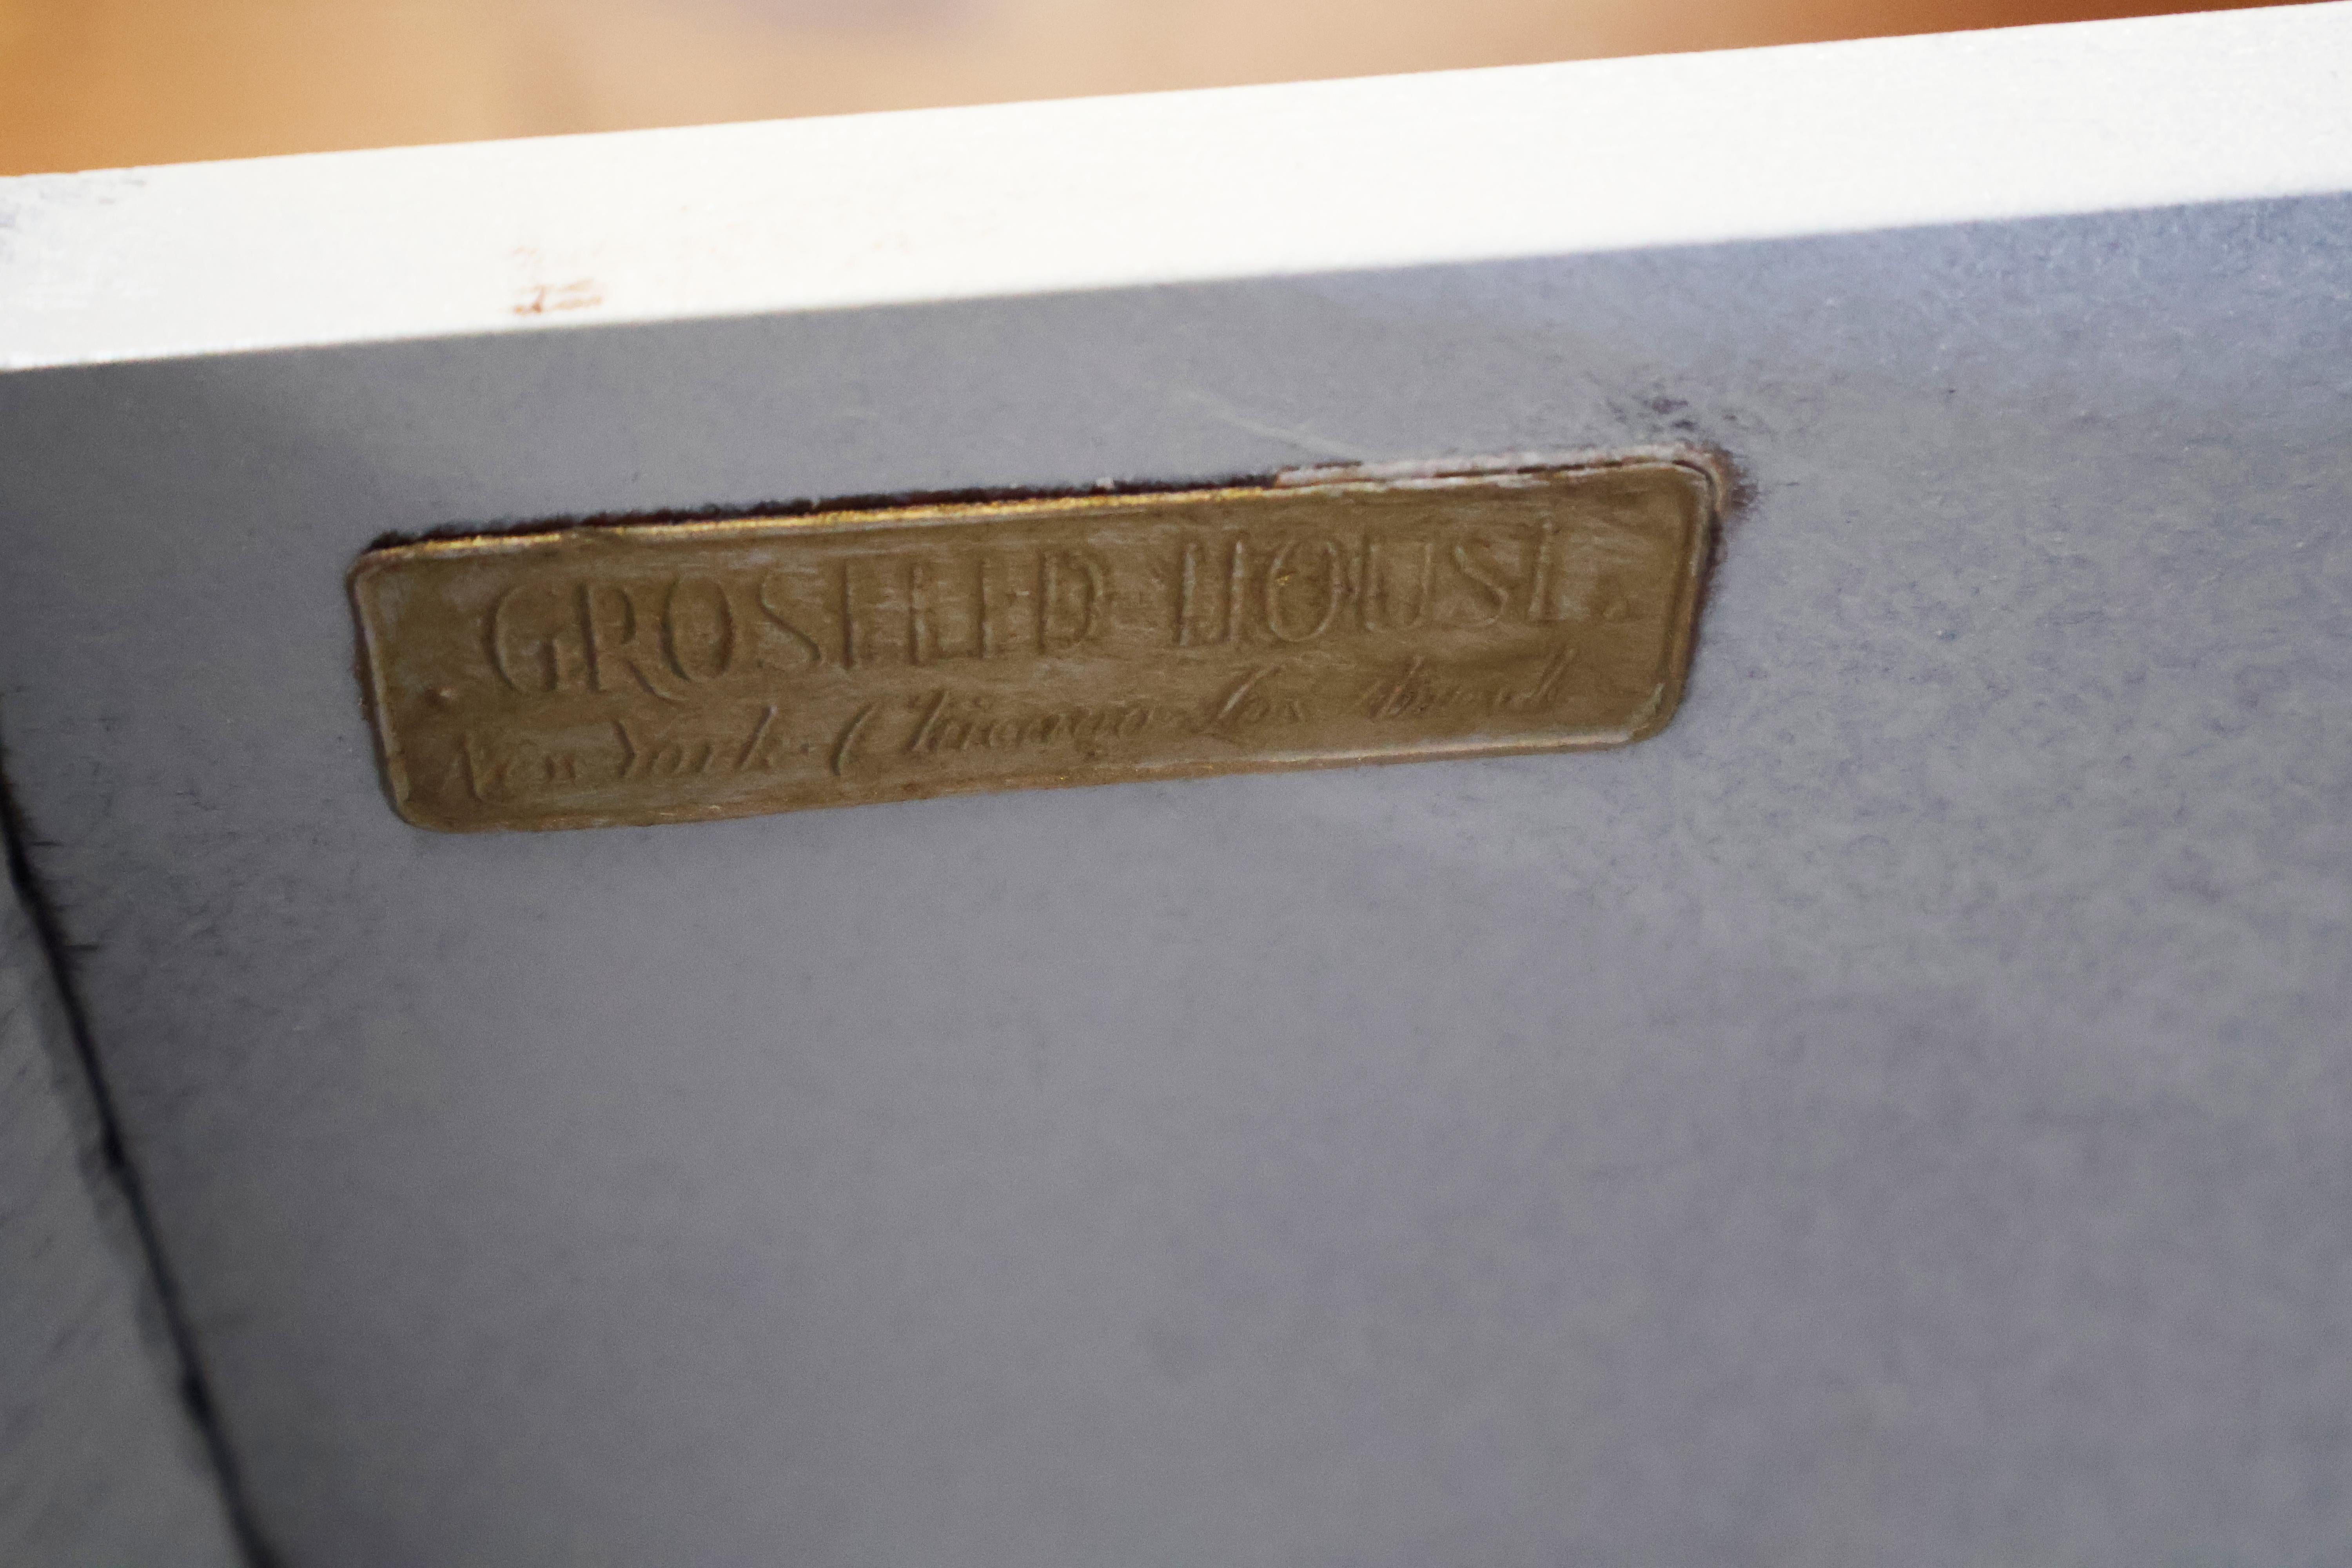 GROSFELD HOUSE
New York-Chicago-Los Angeles